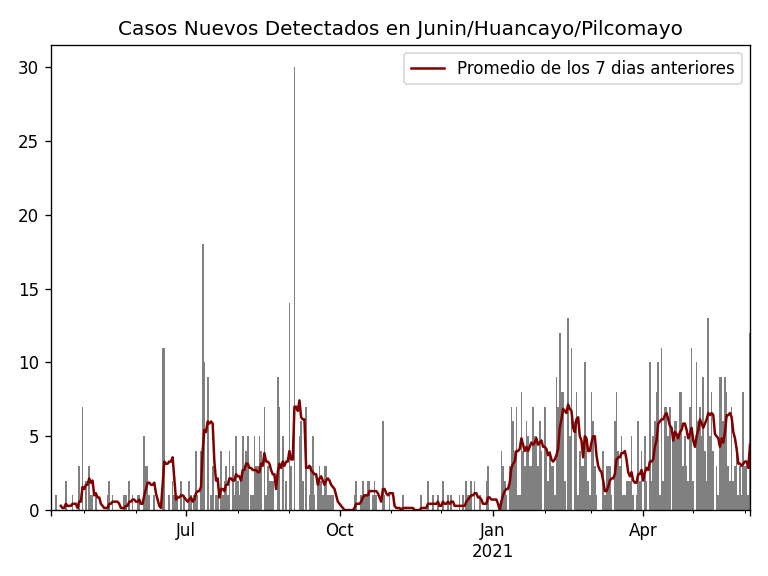 Casos Nuevos Detectados en Junin/Huancayo/Pilcomayo
Promedio de los 7 dias anteriores
30
25
20
15
10
5
0
Jul
Oct
Jan
2021
Apr